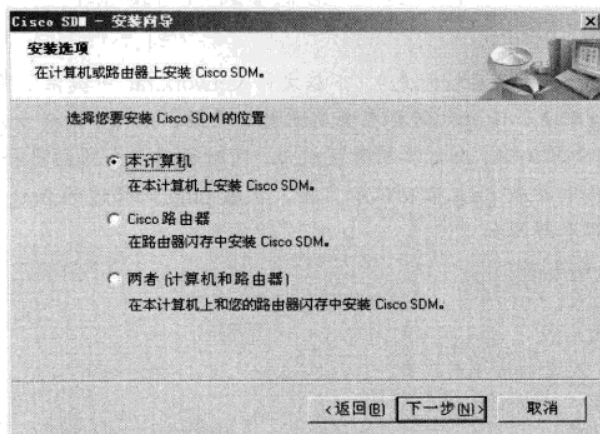 Cisco SDM - 安装向导
安装选项
在计算机或路由器上安装 Cisco SDM。
选择您要安装 Cisco SDM 的位置
本计算机
在本计算机上安装 Cisco SDM。
Cisco 路由器
在路由器闪存中安装 Cisco SDM。
两者 (计算机和路由器)
在本计算机上和您的路由器闪存中安装 Cisco SDM。
<返回(B) 下一步(N)> 取消